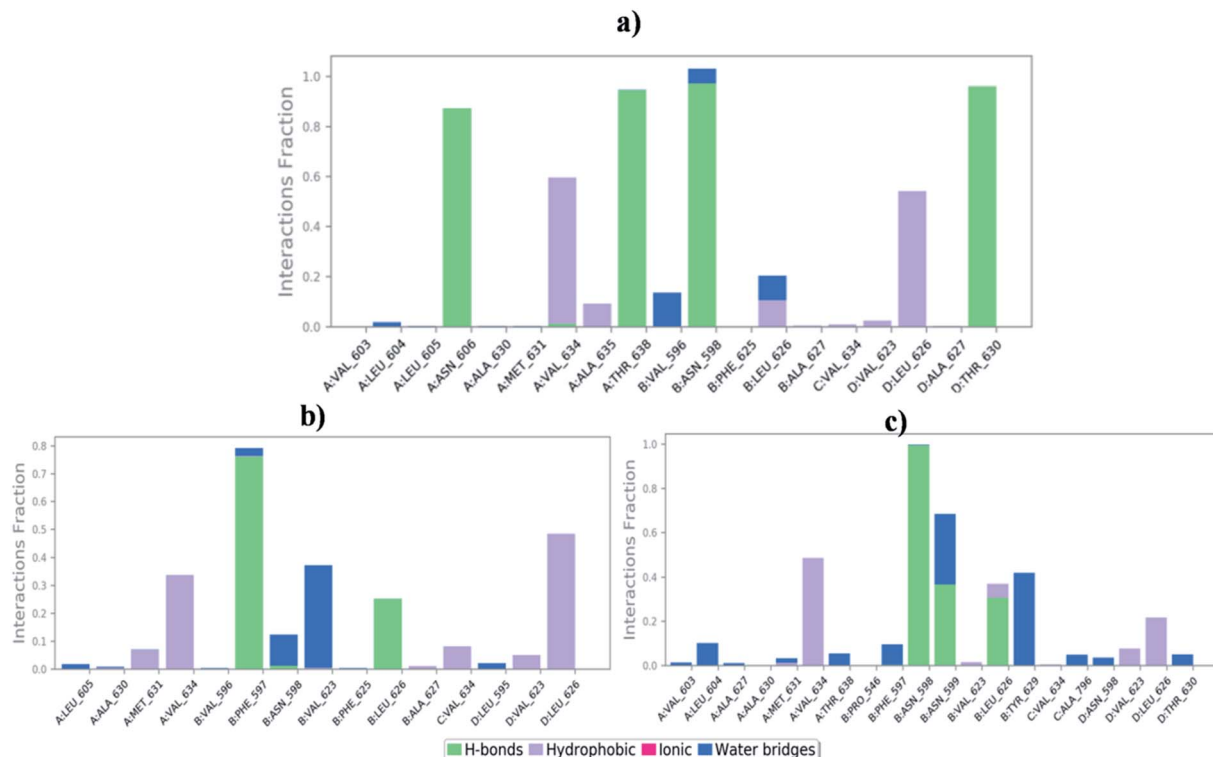 a)
Interactions Fraction
1.0
0.8
0.6
0.4
0.2
0.0
A:VAL_603
A:LEU_604
A:LEU_605
A:ASN_606
A:ALA_630
A:MET_631
A:VAL_634
A:ALA_635
A:THR_638
B:VAL_596
B:ASN_598
B:PHE_625
B:LEU_626
B:ALA_627
C:VAL_634
D:VAL_623
D:LEU_626
D:ALA_627
D:THR_630
b)
Interactions Fraction
0.8
0.7
0.6
0.5
0.4
0.3
0.2
0.1
0.0
A:LEU_605
A:ALA_630
A:MET_631
A:VAL_634
B:VAL_596
B:PHE_597
B:ASN_598
B:VAL_623
B:PHE_625
B:LEU_626
B:ALA_627
C:VAL_634
D:LEU_595
D:VAL_623
D:LEU_626
c)
Interactions Fraction
1.0
0.8
0.6
0.4
0.2
0.0
A:VAL_603
A:LEU_604
A:ALA_627
A:ALA_630
A:MET_631
A:VAL_634
A:THR_638
B:PRO_546
B:PHE_597
B:ASN_598
B:ASN_599
B:VAL_623
B:LEU_626
B:TYR_629
C:VAL_634
C:ALA_796
D:ASN_598
D:VAL_623
D:LEU_626
D:THR_630
H-bonds Hydrophobic Ionic Water bridges